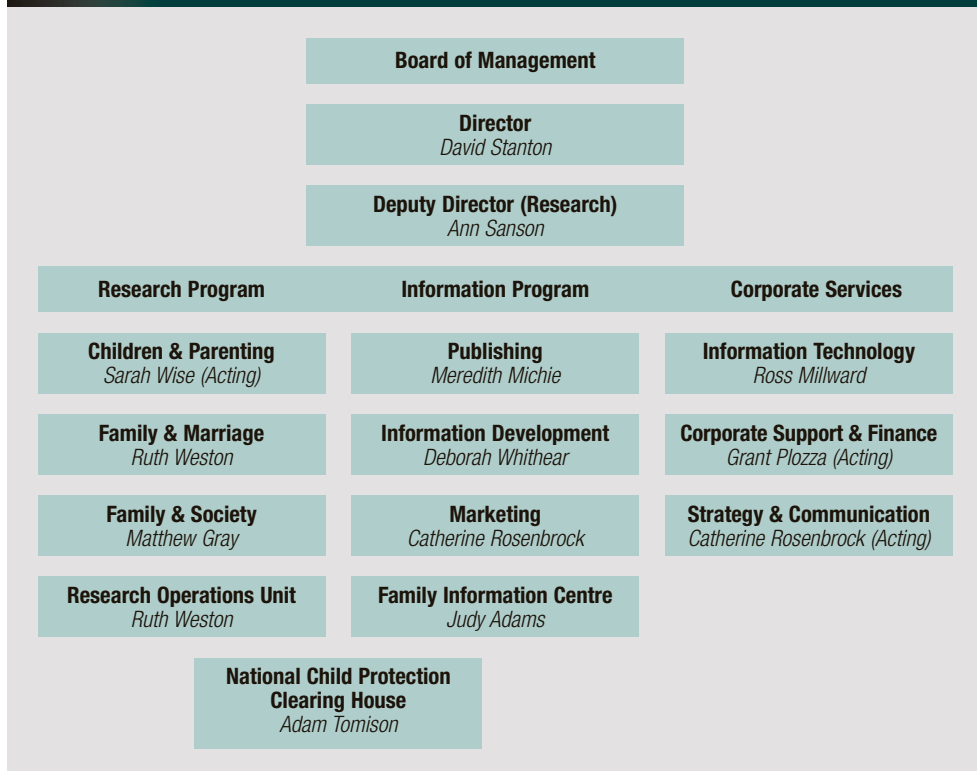 Board of Management
Director
David Stanton
Deputy Director (Research)
Ann Sanson
Research Program
Information Program
Corporate Services
Children & Parenting
Sarah Wise (Acting)
Publishing
Meredith Michie
Information Technology
Ross Millward
Family & Marriage
Ruth Weston
Information Development
Deborah Whithear
Corporate Support & Finance
Grant Plozza (Acting)
Family & Society
Matthew Gray
Marketing
Catherine Rosenbrock
Strategy & Communication
Catherine Rosenbrock (Acting)
Research Operations Unit
Ruth Weston
Family Information Centre
Judy Adams
National Child Protection
Clearing House
Adam Tomison